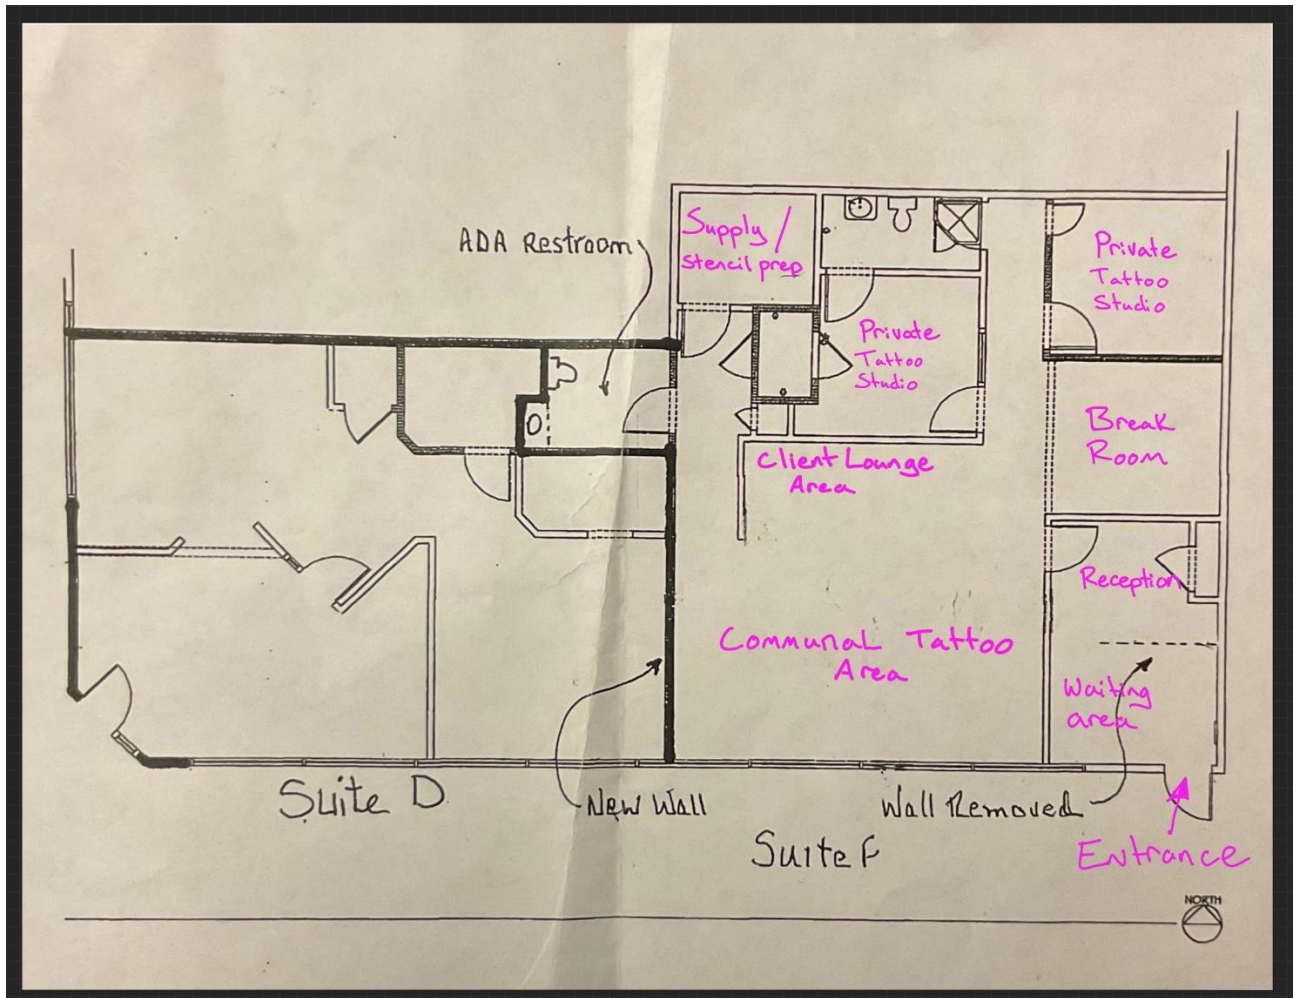 ADA Restroom
Supply /
Stencil prep
Private
Tattoo
Studio
Private
Tattoo
Studio
Break
Room
Client Lounge
Area
Reception
Communal Tattoo
Area
Waiting
area
Suite D
New Wall
Wall Removed
Suite F
Entrance
NORTH